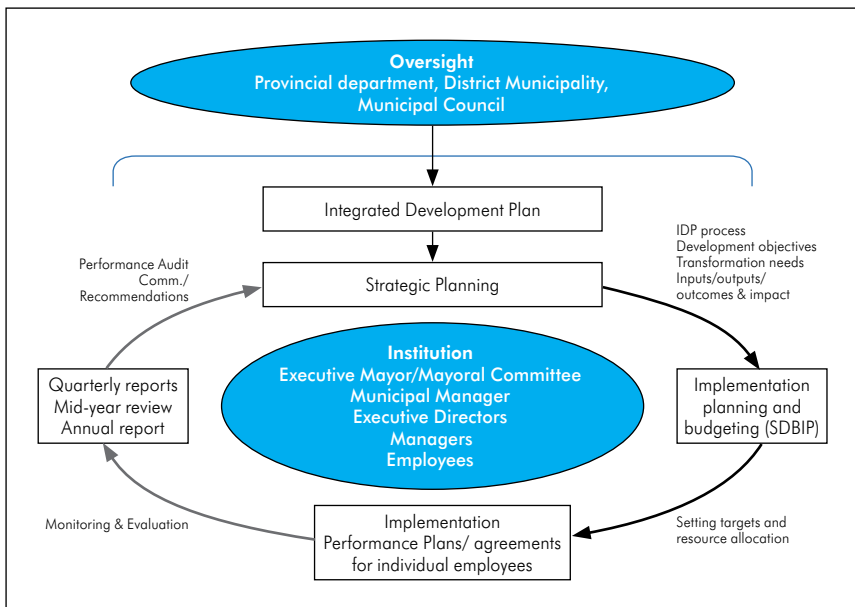 Oversight
Provincial department, District Municipality,
Municipal Council
Integrated Development Plan
Strategic Planning
IDP process
Development objectives
Transformation needs
Inputs/outputs/
outcomes & impact
Performance Audit
Comm./
Recommendations
Institution
Executive Mayor/Mayoral Committee
Municipal Manager
Executive Directors
Managers
Employees
Quarterly reports
Mid-year review
Annual report
Implementation
planning and
budgeting (SDBIP)
Monitoring & Evaluation
Implementation
Performance Plans/ agreements
for individual employees
Setting targets and
resource allocation